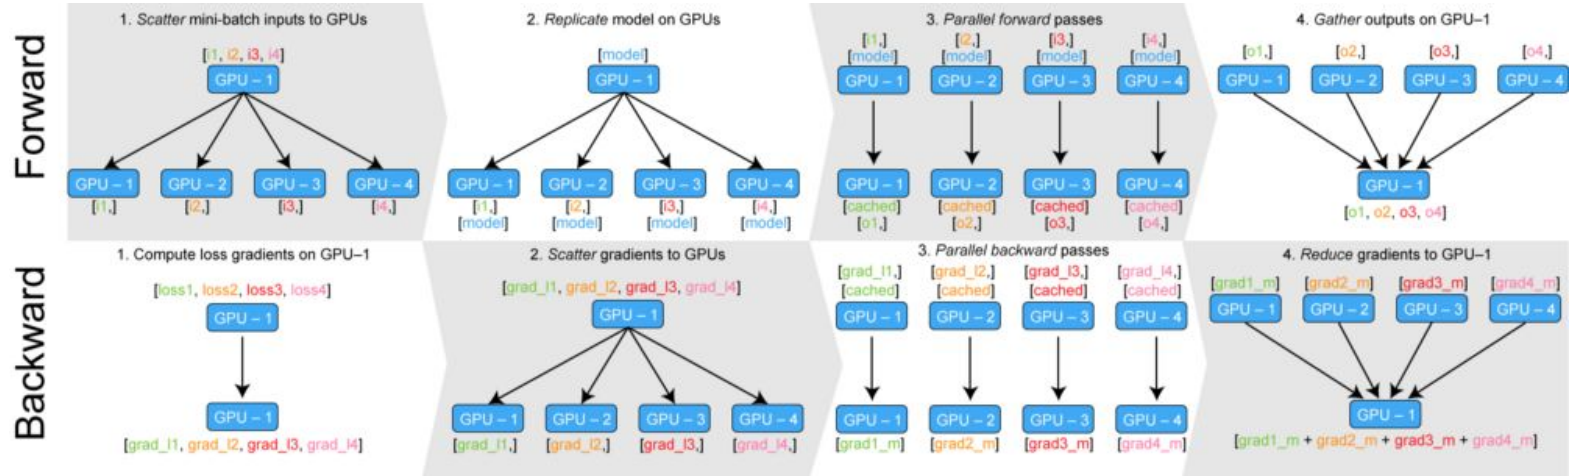 Forward
1. Scatter mini-batch inputs to GPUs
[i1, i2, i3, i4]
GPU – 1
GPU – 1 GPU – 2 GPU – 3 GPU – 4
[i1,] [i2,] [i3,] [i4,]
2. Replicate model on GPUs
[model]
GPU – 1
GPU – 1 GPU – 2 GPU – 3 GPU – 4
[i1,] [i2,] [i3,] [i4,]
[model] [model] [model] [model]
3. Parallel forward passes
[i1,] [i2,] [i3,] [i4,]
[model] [model] [model] [model]
GPU – 1 GPU – 2 GPU – 3 GPU – 4
GPU – 1 GPU – 2 GPU – 3 GPU – 4
[cached] [cached] [cached] [cached]
[o1,] [o2,] [o3,] [o4,]
4. Gather outputs on GPU–1
[o1,] [o2,] [o3,] [o4,]
GPU – 1 GPU – 2 GPU – 3 GPU – 4
GPU – 1
[o1, o2, o3, o4]
Backward
1. Compute loss gradients on GPU–1
[loss1, loss2, loss3, loss4]
GPU – 1
GPU – 1
[grad_l1, grad_l2, grad_l3, grad_l4]
2. Scatter gradients to GPUs
[grad_l1, grad_l2, grad_l3, grad_l4]
GPU – 1
GPU – 1 GPU – 2 GPU – 3 GPU – 4
[grad_l1,] [grad_l2,] [grad_l3,] [grad_l4,]
3. Parallel backward passes
[grad_l1,] [grad_l2,] [grad_l3,] [grad_l4,]
[cached] [cached] [cached] [cached]
GPU – 1 GPU – 2 GPU – 3 GPU – 4
GPU – 1 GPU – 2 GPU – 3 GPU – 4
[grad1_m] [grad2_m] [grad3_m] [grad4_m]
4. Reduce gradients to GPU–1
[grad1_m] [grad2_m] [grad3_m] [grad4_m]
GPU – 1 GPU – 2 GPU – 3 GPU – 4
GPU – 1
[grad1_m + grad2_m + grad3_m + grad4_m]